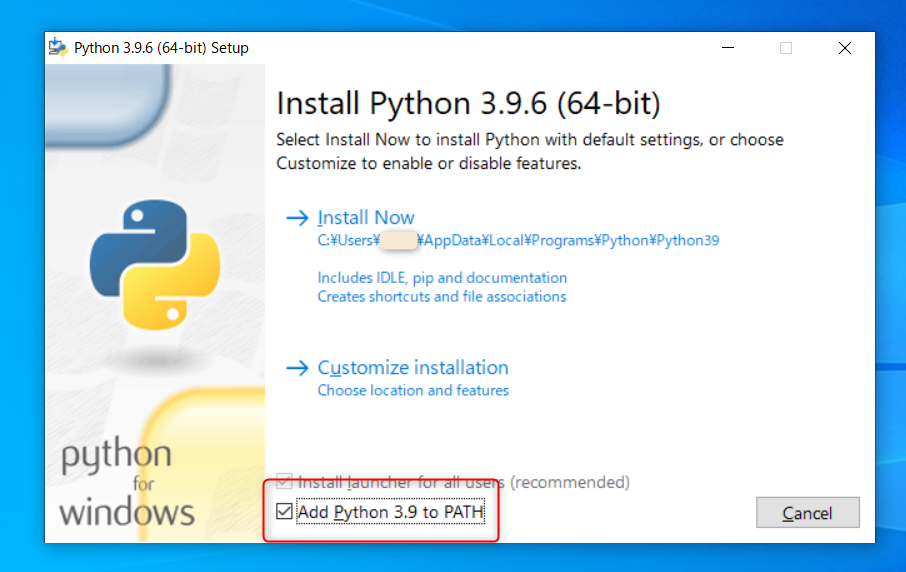 Python 3.9.6 (64-bit) Setup
Install Python 3.9.6 (64-bit)
Select Install Now to install Python with default settings, or choose
Customize to enable or disable features.
Install Now
C:¥Users¥ ¥AppData¥Local¥Programs¥Python¥Python39
Includes IDLE, pip and documentation
Creates shortcuts and file associations
Customize installation
Choose location and features
python
for
windows
Install launcher for all users (recommended)
Add Python 3.9 to PATH
Cancel